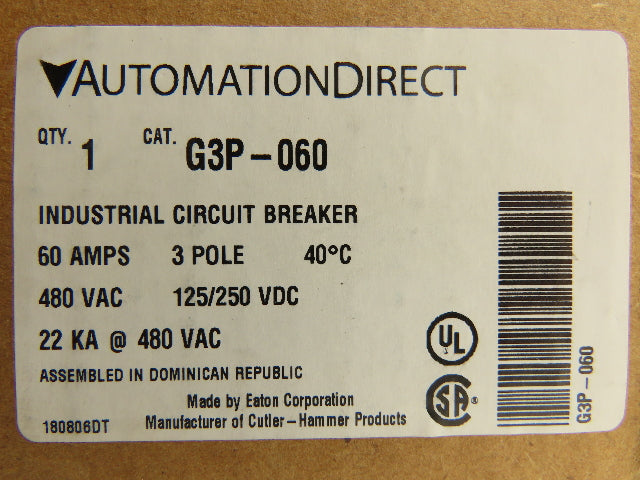 AUTOMATIONDIRECT
QTY. 1 CAT. G3P-060
INDUSTRIAL CIRCUIT BREAKER
60 AMPS 3 POLE 40°C
480 VAC 125/250 VDC
22 KA @ 480 VAC
ASSEMBLED IN DOMINICAN REPUBLIC
Made by Eaton Corporation
180806DT Manufacturer of Cutler-Hammer Products
UL
SA®
G3P-060